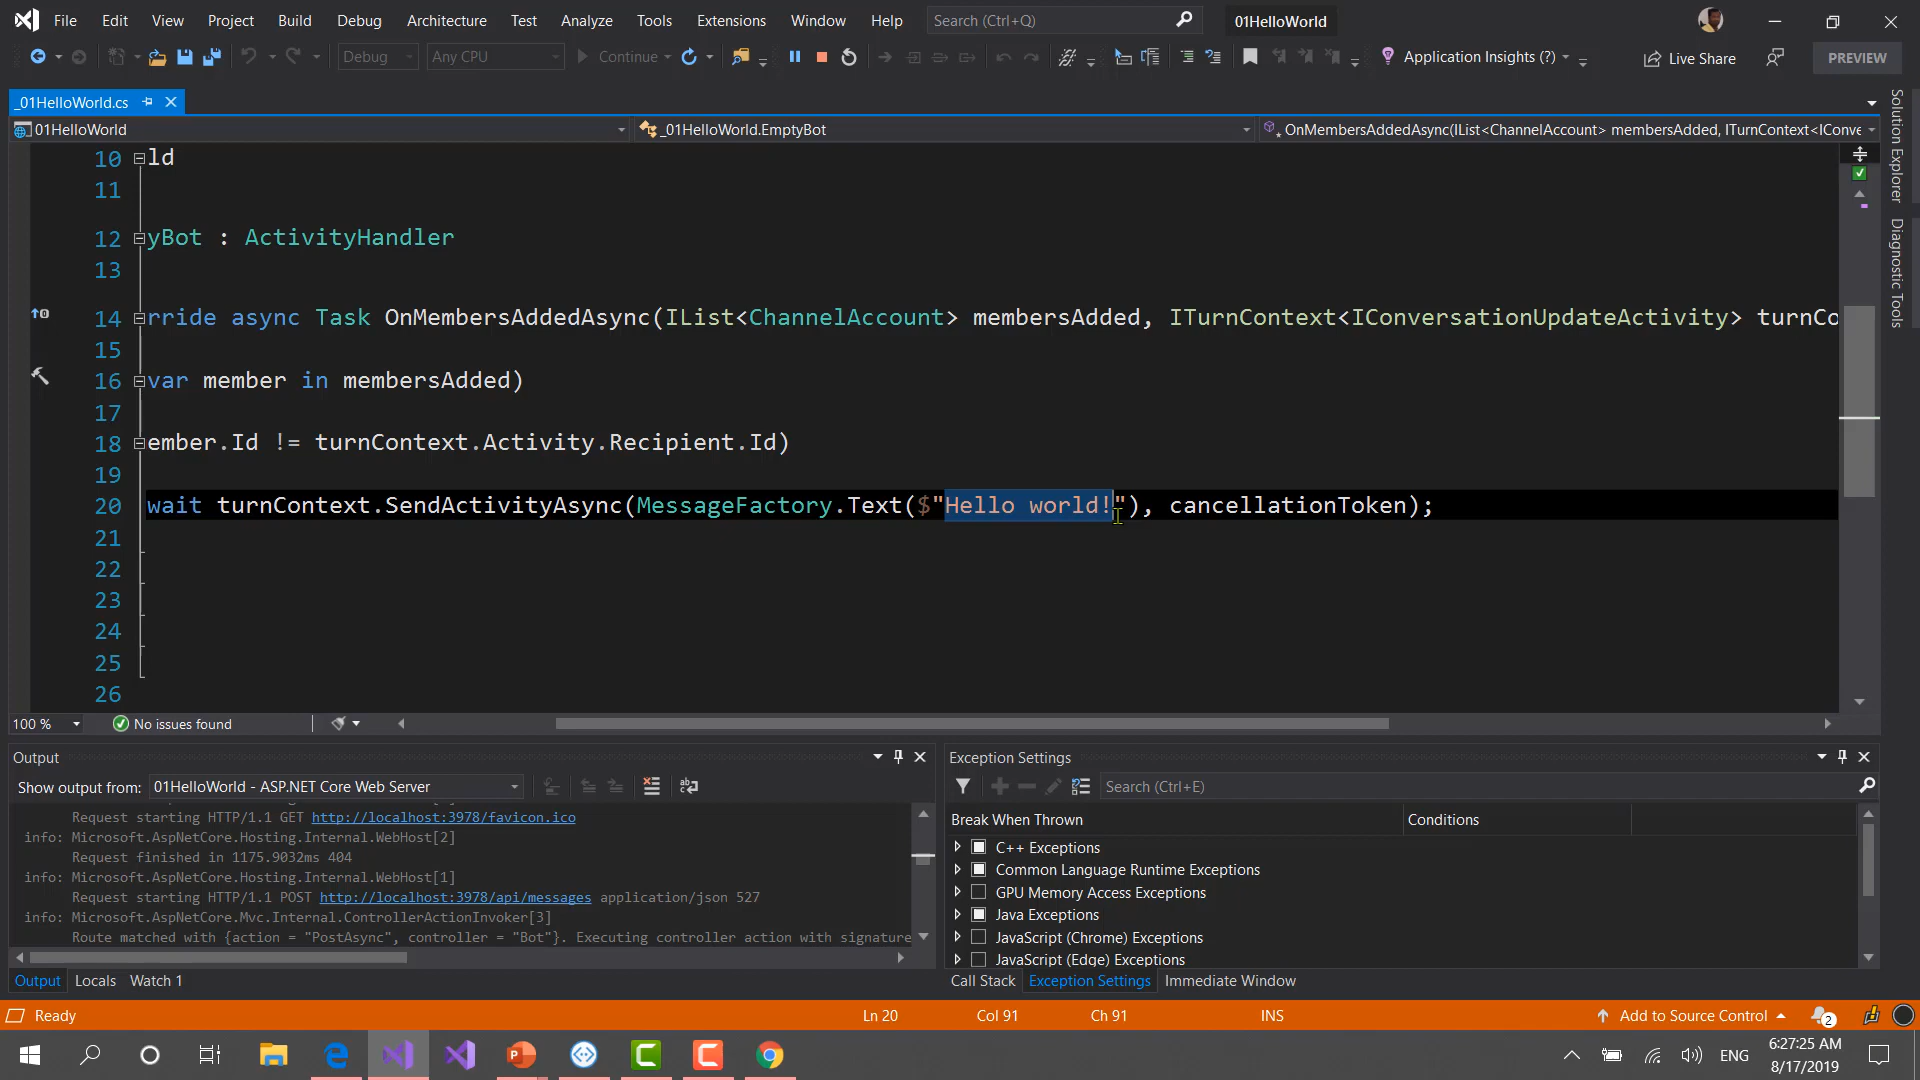 File Edit View Project Build Debug Architecture Test Analyze Tools Extensions Window Help Search (Ctrl+Q) 01HelloWorld
Debug Any CPU Continue Application Insights (?) Live Share PREVIEW
_01HelloWorld.cs
01HelloWorld _01HelloWorld.EmptyBot OnMembersAddedAsync(IList<ChannelAccount> membersAdded, ITurnContext<IConve
10 ld
11
12 yBot : ActivityHandler
13
14 rride async Task OnMembersAddedAsync(IList<ChannelAccount> membersAdded, ITurnContext<IConversationUpdateActivity> turnCo
15
16 var member in membersAdded)
17
18 ember.Id != turnContext.Activity.Recipient.Id)
19
20 wait turnContext.SendActivityAsync(MessageFactory.Text($"Hello world!"), cancellationToken);
21
22
23
24
25
26
Solution Explorer
Diagnostic Tools
100 % No issues found
Output
Show output from: 01HelloWorld - ASP.NET Core Web Server
Request starting HTTP/1.1 GET http://localhost:3978/favicon.ico
info: Microsoft.AspNetCore.Hosting.Internal.WebHost[2]
Request finished in 1175.9032ms 404
info: Microsoft.AspNetCore.Hosting.Internal.WebHost[1]
Request starting HTTP/1.1 POST http://localhost:3978/api/messages application/json 527
info: Microsoft.AspNetCore.Mvc.Internal.ControllerActionInvoker[3]
Route matched with {action = "PostAsync", controller = "Bot"}. Executing controller action with signature
Output Locals Watch 1
Exception Settings
Search (Ctrl+E)
Break When Thrown Conditions
C++ Exceptions
Common Language Runtime Exceptions
GPU Memory Access Exceptions
Java Exceptions
JavaScript (Chrome) Exceptions
JavaScript (Edge) Exceptions
Call Stack Exception Settings Immediate Window
Ready Ln 20 Col 91 Ch 91 INS Add to Source Control 2
ENG 6:27:25 AM
8/17/2019